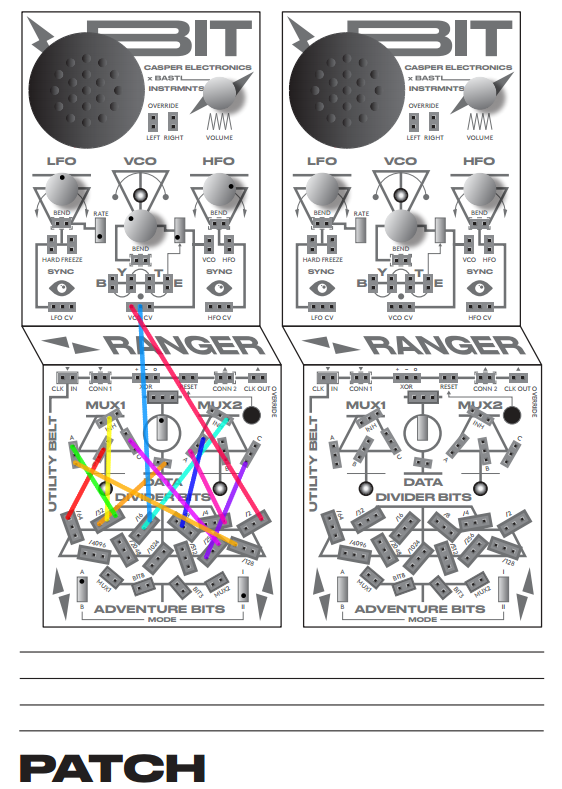 BIT BIT
CASPER ELECTRONICS CASPER ELECTRONICS
× BASTL × BASTL
INSTRMNTS INSTRMNTS
OVERRIDE OVERRIDE
LEFT RIGHT VOLUME LEFT RIGHT VOLUME
LFO VCO HFO LFO VCO HFO
BEND RATE BEND BEND RATE BEND
BEND BEND
HARD FREEZE VCO HFO HARD FREEZE VCO HFO
SYNC SYNC SYNC SYNC
B Y T E B Y T E
LFO CV VCO CV HFO CV LFO CV VCO CV HFO CV
RANGER RANGER
CLK IN CONN 1 XOR RESET CONN 2 CLK OUT OVERRIDE CLK IN CONN 1 XOR RESET CONN 2 CLK OUT OVERRIDE
UTILITY BELT MUX1 MUX2 UTILITY BELT MUX1 MUX2
INH INH INH INH
A B C A B C
DATA DATA
DIVIDER BITS DIVIDER BITS
/64 /32 /16 /8 /4 /2 /64 /32 /16 /8 /4 /2
/4096 /2048 /1024 /512 /256 /128 /4096 /2048 /1024 /512 /256 /128
A B MUX1 BIT8 BIT5 MUX2 I II A B MUX1 BIT8 BIT5 MUX2 I II
ADVENTURE BITS ADVENTURE BITS
MODE MODE
PATCH